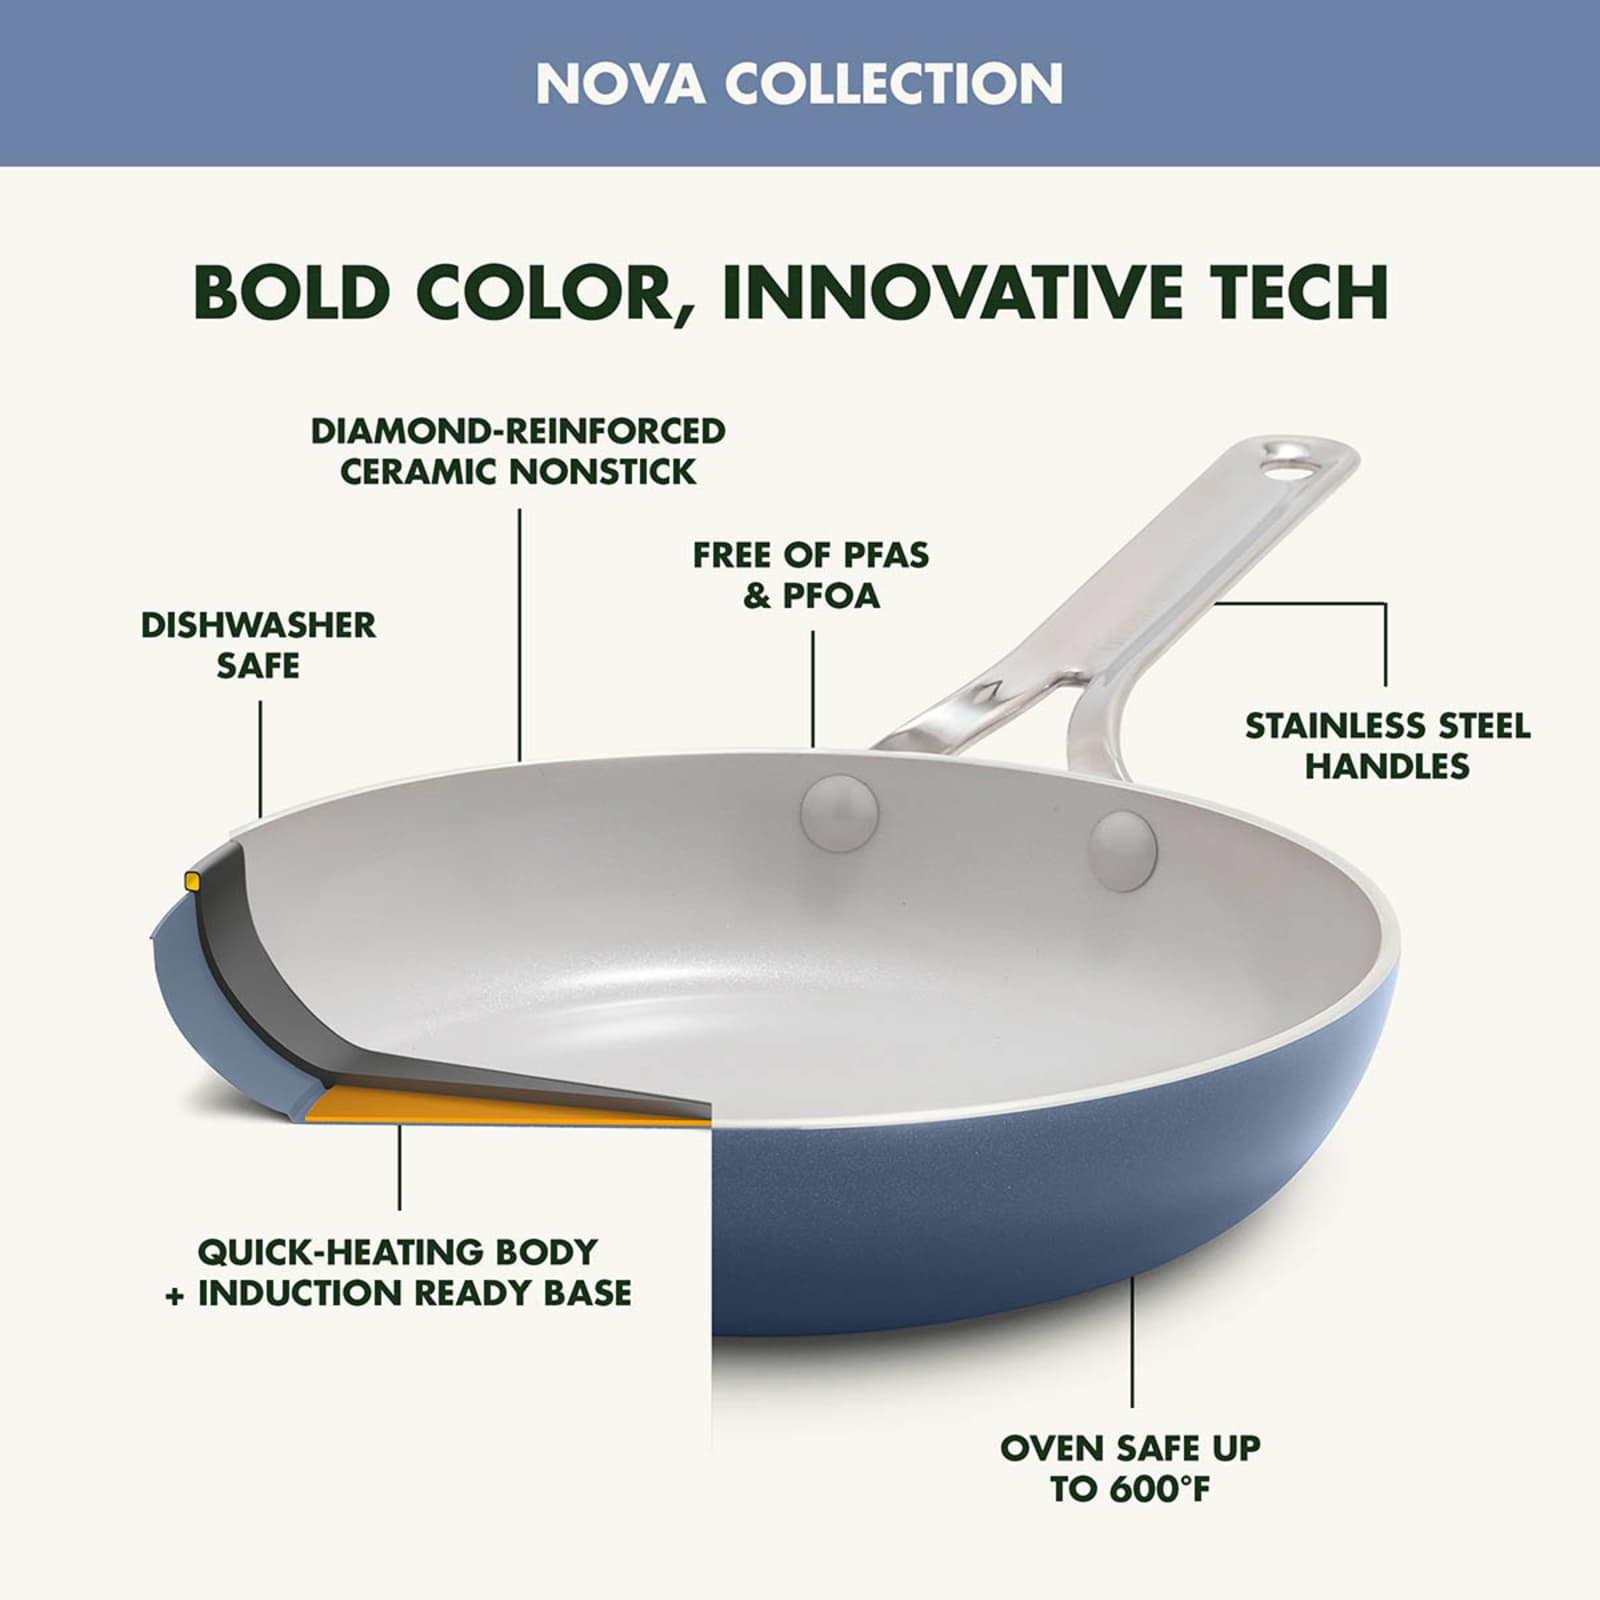 NOVA COLLECTION
BOLD COLOR, INNOVATIVE TECH
DIAMOND-REINFORCED
CERAMIC NONSTICK
FREE OF PFAS
& PFOA
DISHWASHER
SAFE
STAINLESS STEEL
HANDLES
QUICK-HEATING BODY
+ INDUCTION READY BASE
OVEN SAFE UP
TO 600°F